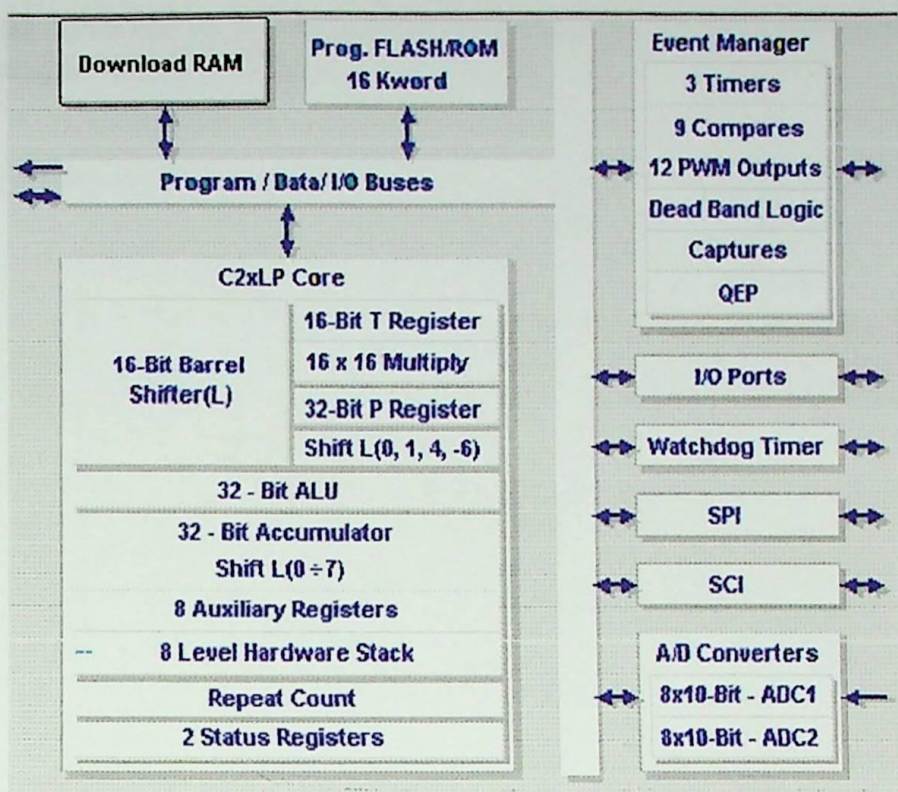 Download RAM
Prog. FLASH/ROM
16 Kword
Program / Data/ I/O Buses
C2xLP Core
16-Bit Barrel
Shifter(L)
16-Bit T Register
16 x 16 Multiply
32-Bit P Register
Shift L(0, 1, 4, -6)
32 - Bit ALU
32 - Bit Accumulator
Shift L(0 ÷ 7)
8 Auxiliary Registers
8 Level Hardware Stack
Repeat Count
2 Status Registers
Event Manager
3 Timers
9 Compares
12 PWM Outputs
Dead Band Logic
Captures
QEP
I/O Ports
Watchdog Timer
SPI
SCI
A/D Converters
8x10-Bit - ADC1
8x10-Bit - ADC2